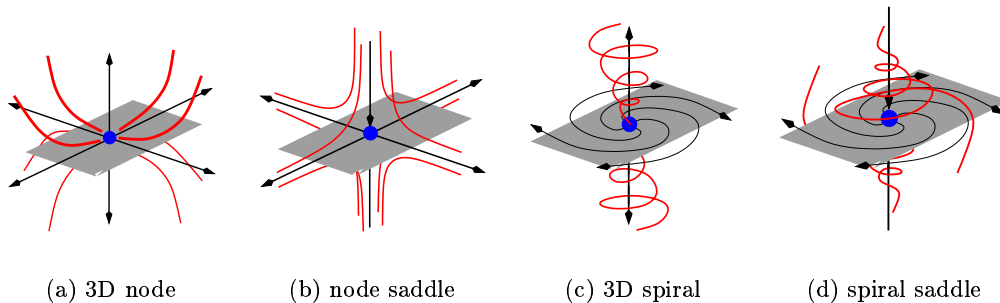 (a) 3D node
(b) node saddle
(c) 3D spiral
(d) spiral saddle